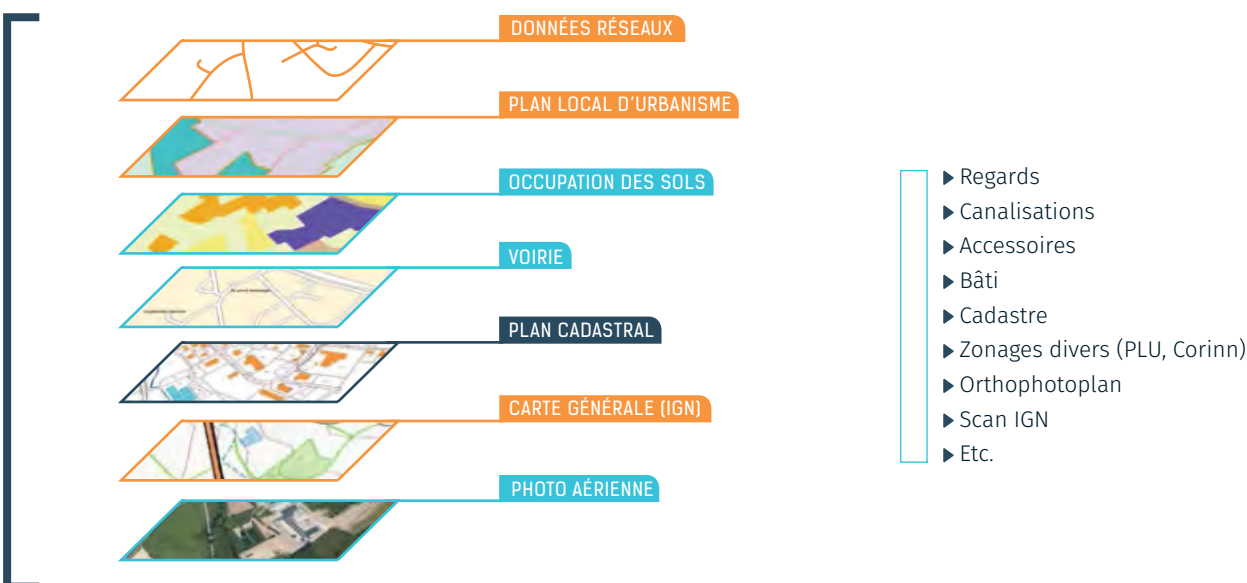 DONNÉES RÉSEAUX
PLAN LOCAL D'URBANISME
OCCUPATION DES SOLS
VOIRIE
PLAN CADASTRAL
CARTE GÉNÉRALE (IGN)
PHOTO AÉRIENNE
▶ Regards
▶ Canalisations
▶ Accessoires
▶ Bâti
▶ Cadastre
▶ Zonages divers (PLU, Corinn)
▶ Orthophotoplan
▶ Scan IGN
▶ Etc.